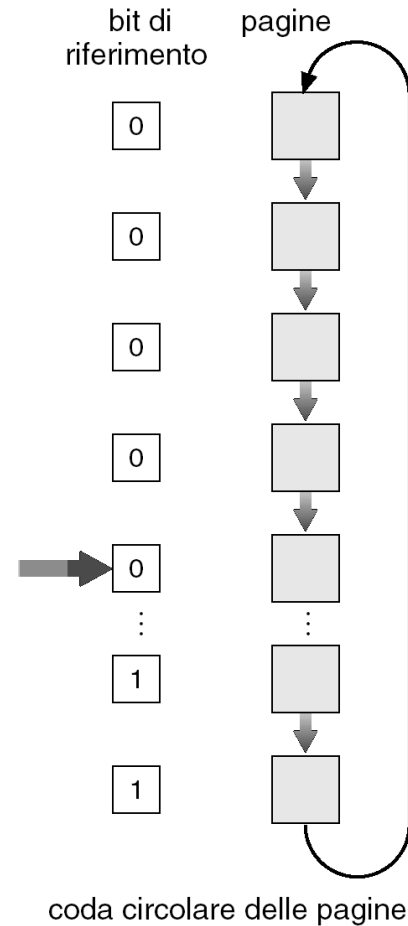 bit di riferimento
pagine
0
0
0
0
0
1
1
coda circolare delle pagine